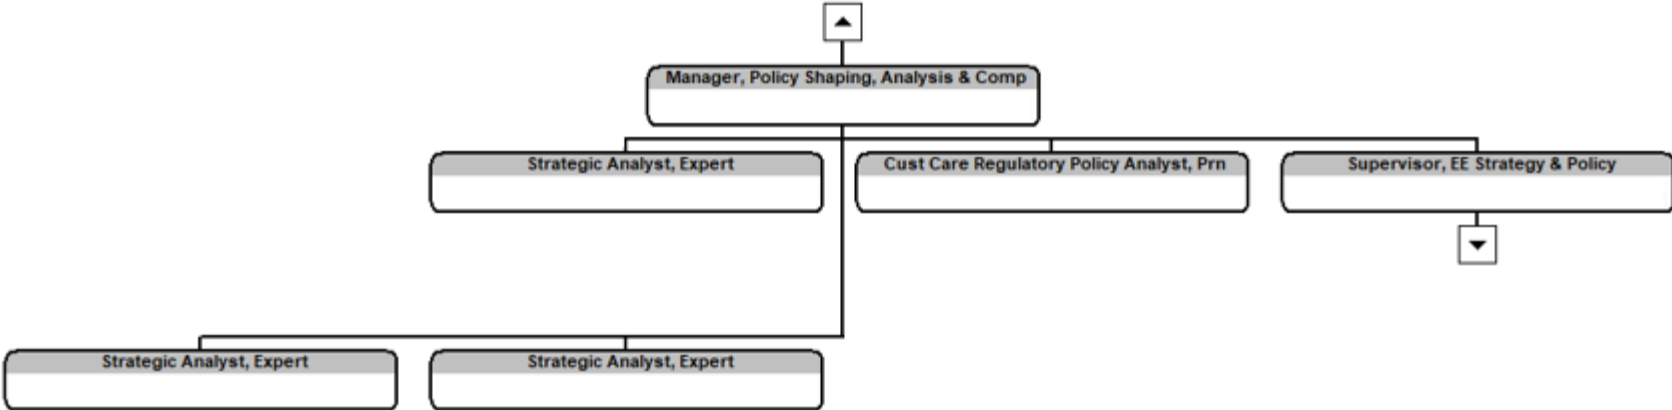 Manager, Policy Shaping, Analysis & Comp
Strategic Analyst, Expert
Cust Care Regulatory Policy Analyst, Prn
Supervisor, EE Strategy & Policy
Strategic Analyst, Expert
Strategic Analyst, Expert